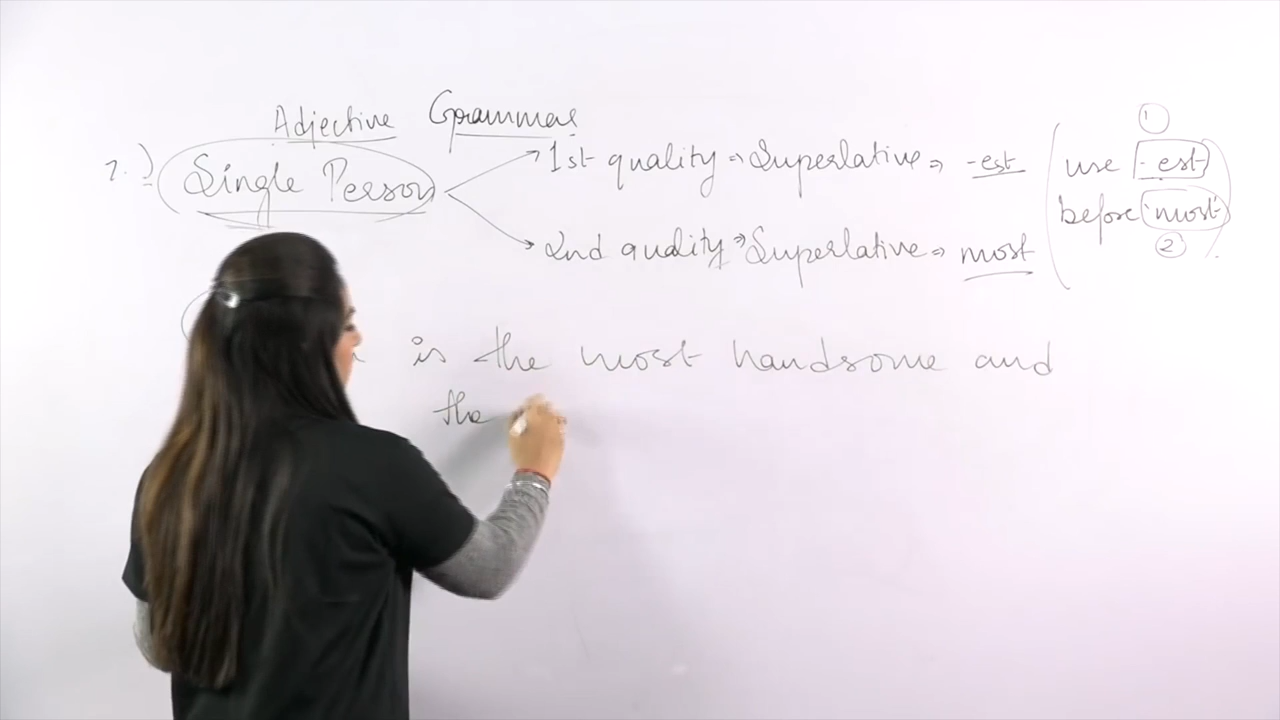 Adjective Grammar
?.) Single Person → 1st quality → Superlative ⇒ -est
→ 2nd quality → Superlative ⇒ most
( use -est ①
before 'most' ② ).
is the most handsome and
the